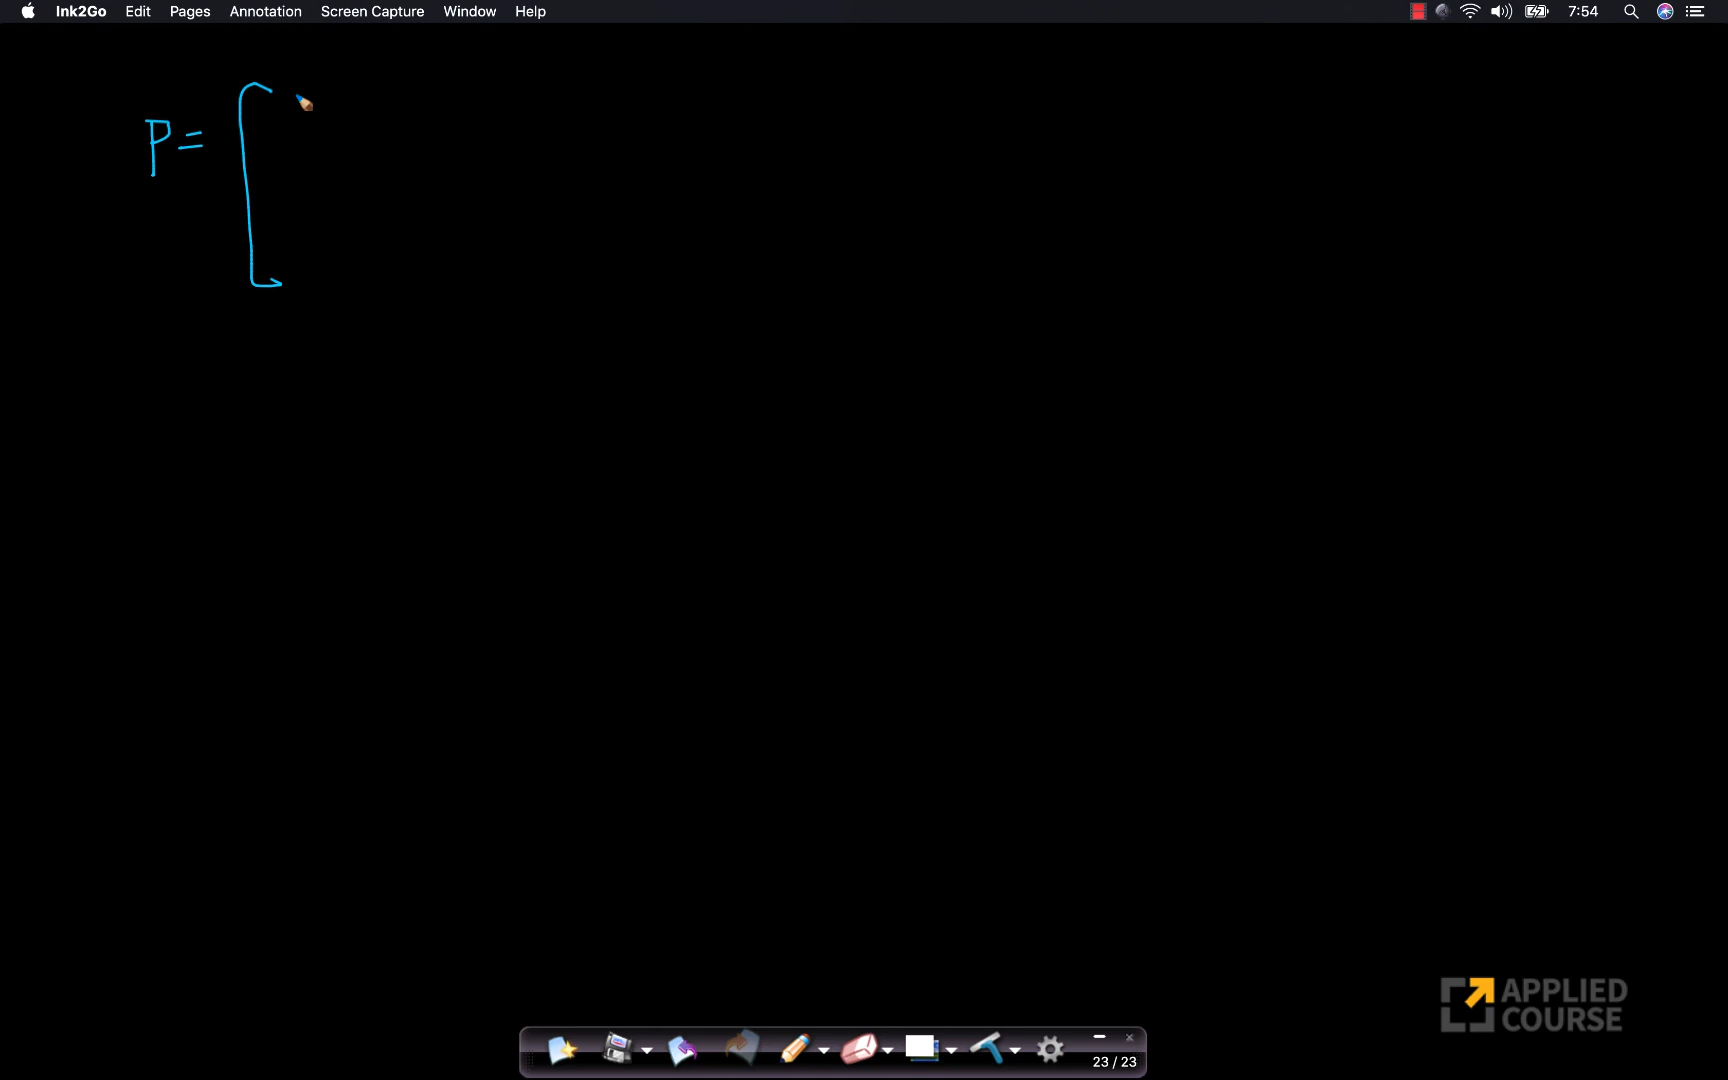 Ink2Go Edit Pages Annotation Screen Capture Window Help 7:54
P = [
23 / 23
APPLIED
COURSE